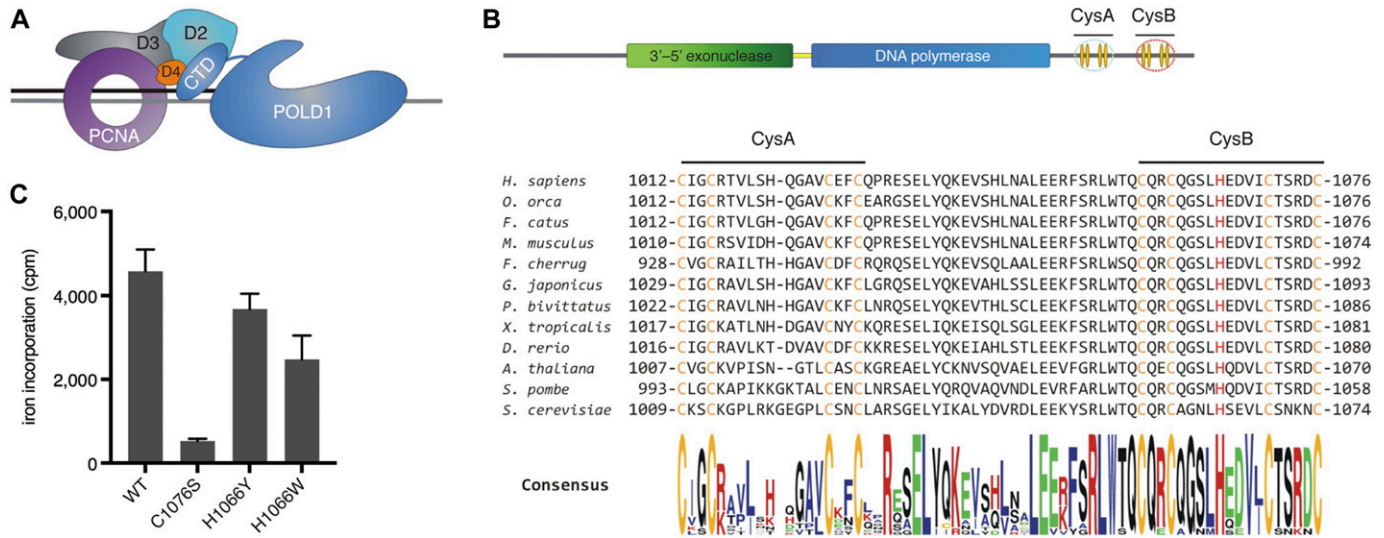 A
D3
D2
D4
CTD
PCNA
POLD1
B
CysA CysB
3’–5’ exonuclease DNA polymerase
CysA CysB
H. sapiens 1012-CIGCRTVLSH-QGAVCEFCQPRESELYQKEVSHLNALEERFSRLWTQCQRCQGSLHEDVICTSRDC-1076
O. orca 1012-CIGCRTVLSH-QGAVCKFCEARGSELYQKEVSHLNALEERFSRLWTQCQRCQGSLHEDVICTSRDC-1076
F. catus 1012-CIGCRTVLGH-QGAVCKFCQPRESELYQKEVSHLNALEERFSRLWTQCQRCQGSLHEDVICTSRDC-1076
M. musculus 1010-CIGCRSVIDH-QGAVCKFCQPRESELYQKEVSHLNALEERFSRLWTQCQRCQGSLHEDVICTSRDC-1074
F. cherrug 928-CVGCRAILTH-HGAVCDFCRQRQSELYQKEVSQLAALEERFSRLWSQCQRCQGSLHEDVLCTSRDC-992
G. japonicus 1029-CIGCRAVLSH-HGAVCKFCLGRQSELYQKEVAHLSSLEERFSRLWTQCQRCQGSLHEDVLCTSRDC-1093
P. bivittatus 1022-CIGCRAVLNH-HGAVCKFCLNRGSELYQKEVTHLSCLEERFSRLWTQCQRCQGSLHEDVLCTSRDC-1086
X. tropicalis 1017-CIGCKATLNH-DGAVCNYCKQRESELIQKEISQLSGLEEKFSRLWTQCQRCQGSLHEDVLCTSRDC-1081
D. rerio 1016-CIGCRAVLKT-DVAVCDFCKKRESELYQKEIAHLSTLEERFSRLWTQCQRCQGSLHEDVLCTSRDC-1080
A. thaliana 1007-CVGCKVPISN--GTLCASCKGREAELYCKNVSQVAELEEVFGRLWTQCQECQGSLHQDVLCTSRDC-1070
S. pombe 993-CLGCKAPIKKGKTALCENCLNRSAELYQRQVAQVNDLEVRFARLWTQCQRCQGSMHQDVICTSRDC-1058
S. cerevisiae 1009-CKSCKGPLRKGEGPLCSNCLARSGELYIKALYDVRDLEEKYSRLWTQCQRCAGNLHSEVLCSNKNC-1074
Consensus
C
iron incorporation (cpm)
6,000
4,000
2,000
0
WT
C1076S
H1066Y
H1066W